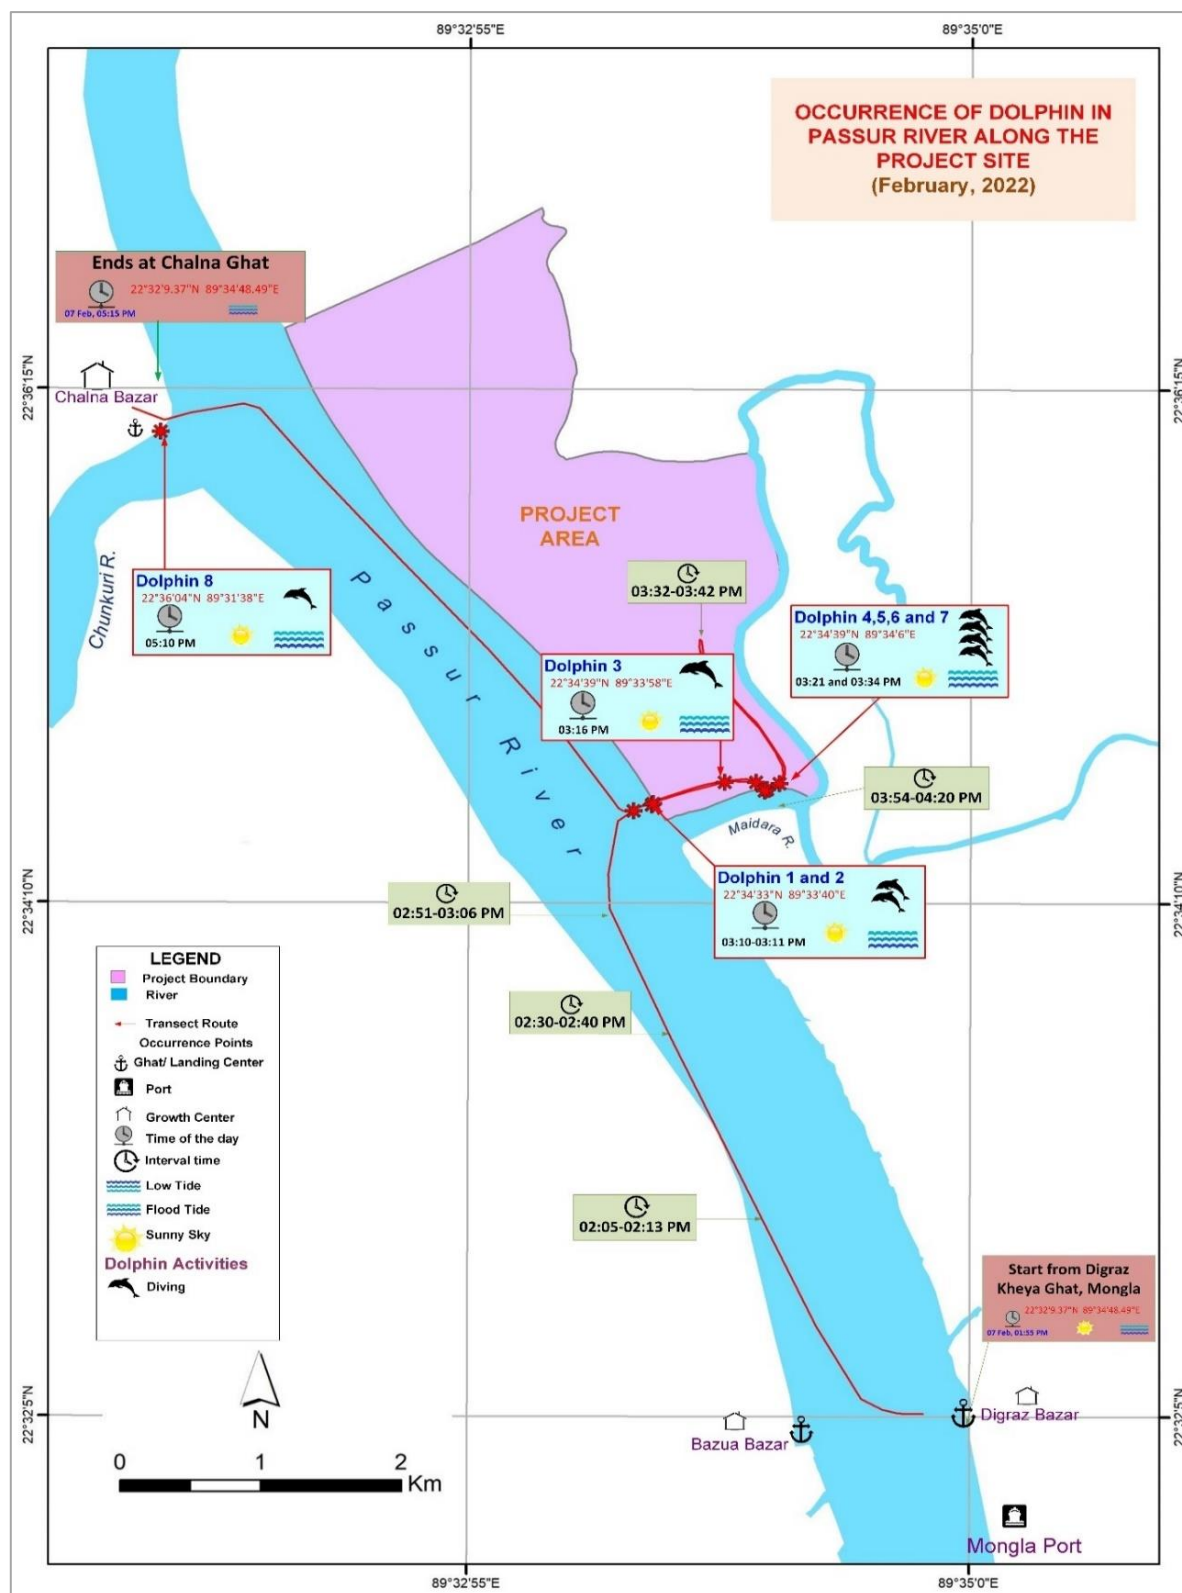 89°32'55"E
89°35'0"E
OCCURRENCE OF DOLPHIN IN
PASSUR RIVER ALONG THE
PROJECT SITE
(February, 2022)
Ends at Chalna Ghat
22°32'9.37"N 89°34'48.49"E
07 Feb, 05:15 PM
22°36'15"N
22°36'15"N
Chalna Bazar
PROJECT
AREA
Chunkuri R.
Passur River
Dolphin 8
22°36'04"N 89°31'38"E
05:10 PM
03:32-03:42 PM
Dolphin 4,5,6 and 7
22°34'39"N 89°34'6"E
03:21 and 03:34 PM
Dolphin 3
22°34'39"N 89°33'58"E
03:16 PM
03:54-04:20 PM
Maidara R.
Dolphin 1 and 2
22°34'33"N 89°33'40"E
03:10-03:11 PM
22°34'10"N
22°34'10"N
02:51-03:06 PM
02:30-02:40 PM
02:05-02:13 PM
LEGEND
Project Boundary
River
Transect Route
Occurrence Points
Ghat/ Landing Center
Port
Growth Center
Time of the day
Interval time
Low Tide
Flood Tide
Sunny Sky
Dolphin Activities
Diving
Start from Digraz
Kheya Ghat, Mongla
22°32'9.37"N 89°34'48.49"E
07 Feb, 01:55 PM
22°32'5"N
22°32'5"N
Digraz Bazar
Bazua Bazar
N
0 1 2
Km
Mongla Port
89°32'55"E
89°35'0"E